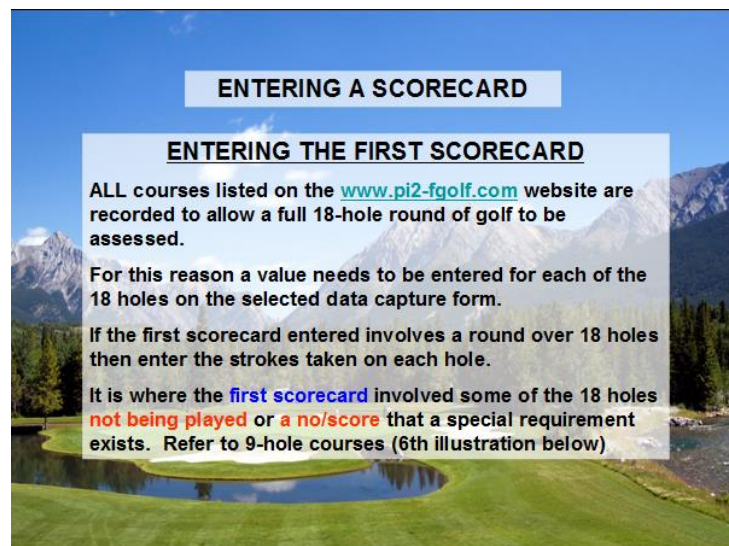 ENTERING A SCORECARD
ENTERING THE FIRST SCORECARD
ALL courses listed on the www.pi2-fgolf.com website are
recorded to allow a full 18-hole round of golf to be
assessed.
For this reason a value needs to be entered for each of the
18 holes on the selected data capture form.
If the first scorecard entered involves a round over 18 holes
then enter the strokes taken on each hole.
It is where the first scorecard involved some of the 18 holes
not being played or a no/score that a special requirement
exists.  Refer to 9-hole courses (6th illustration below)